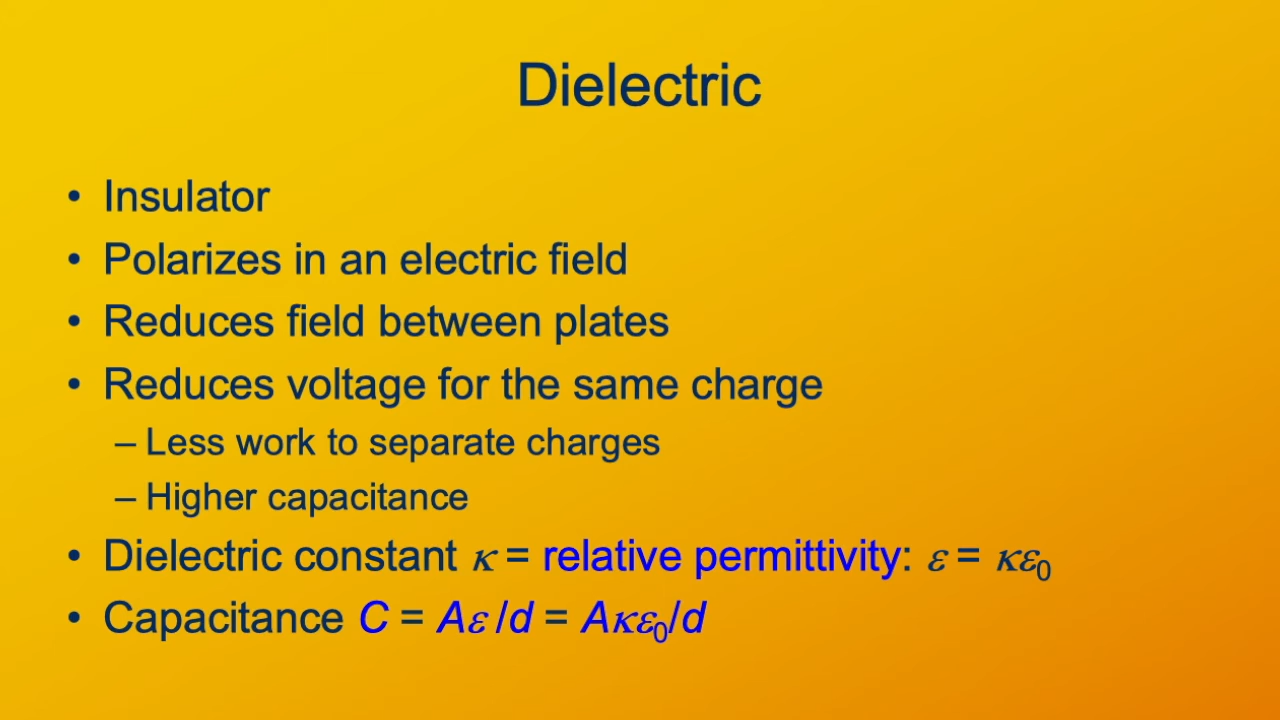 Dielectric
• Insulator
• Polarizes in an electric field
• Reduces field between plates
• Reduces voltage for the same charge
– Less work to separate charges
– Higher capacitance
• Dielectric constant κ = relative permittivity: ε = κε₀
• Capacitance C = Aε/d = Aκε₀/d